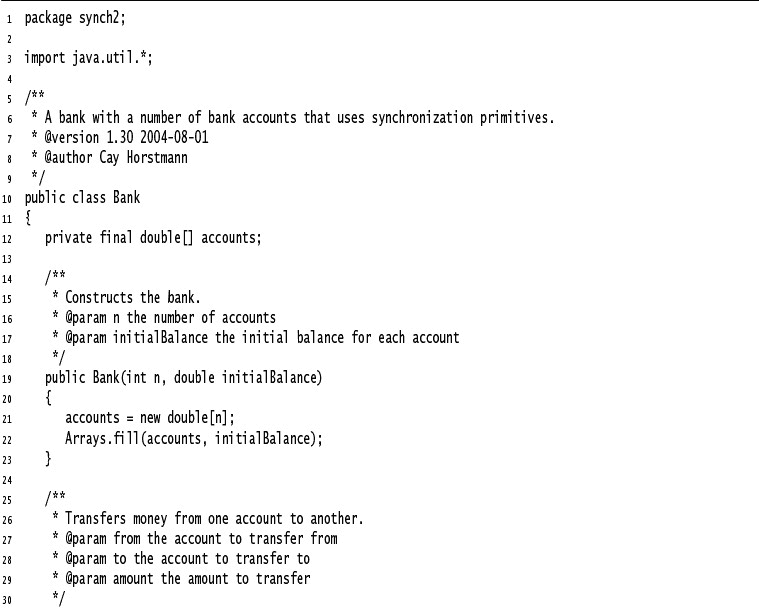 1 package synch2;
2
3 import java.util.*;
4
5 /**
6  * A bank with a number of bank accounts that uses synchronization primitives.
7  * @version 1.30 2004-08-01
8  * @author Cay Horstmann
9  */
10 public class Bank
11 {
12    private final double[] accounts;
13
14    /**
15     * Constructs the bank.
16     * @param n the number of accounts
17     * @param initialBalance the initial balance for each account
18     */
19    public Bank(int n, double initialBalance)
20    {
21       accounts = new double[n];
22       Arrays.fill(accounts, initialBalance);
23    }
24
25    /**
26     * Transfers money from one account to another.
27     * @param from the account to transfer from
28     * @param to the account to transfer to
29     * @param amount the amount to transfer
30     */